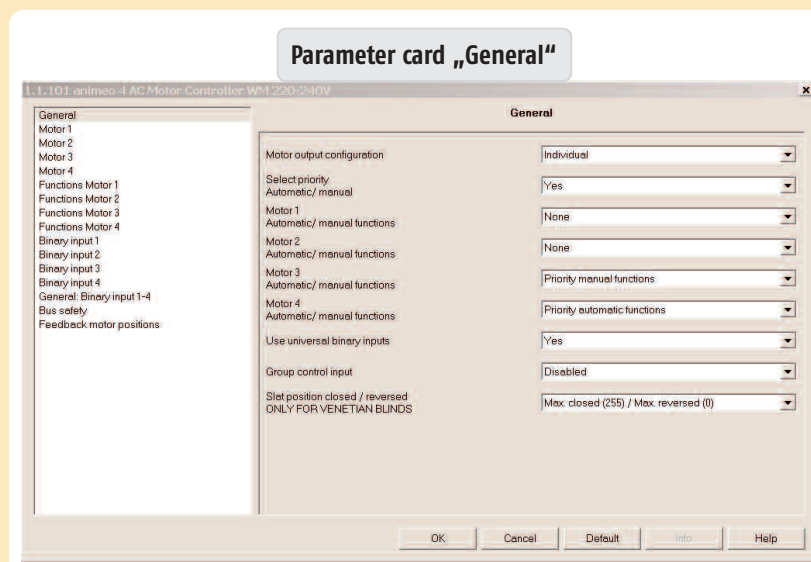 Parameter card „General“
1.1.101 animeo 4 AC Motor Controller WM 220-240V
General
Motor 1
Motor 2
Motor 3
Motor 4
Functions Motor 1
Functions Motor 2
Functions Motor 3
Functions Motor 4
Binary input 1
Binary input 2
Binary input 3
Binary input 4
General: Binary input 1-4
Bus safety
Feedback motor positions
General
Motor output configuration
Individual
Select priority
Automatic/ manual
Yes
Motor 1
Automatic/ manual functions
None
Motor 2
Automatic/ manual functions
None
Motor 3
Automatic/ manual functions
Priority manual functions
Motor 4
Automatic/ manual functions
Priority automatic functions
Use universal binary inputs
Yes
Group control input
Disabled
Slat position closed / reversed
ONLY FOR VENETIAN BLINDS
Max. closed (255) / Max. reversed (0)
OK
Cancel
Default
Info
Help